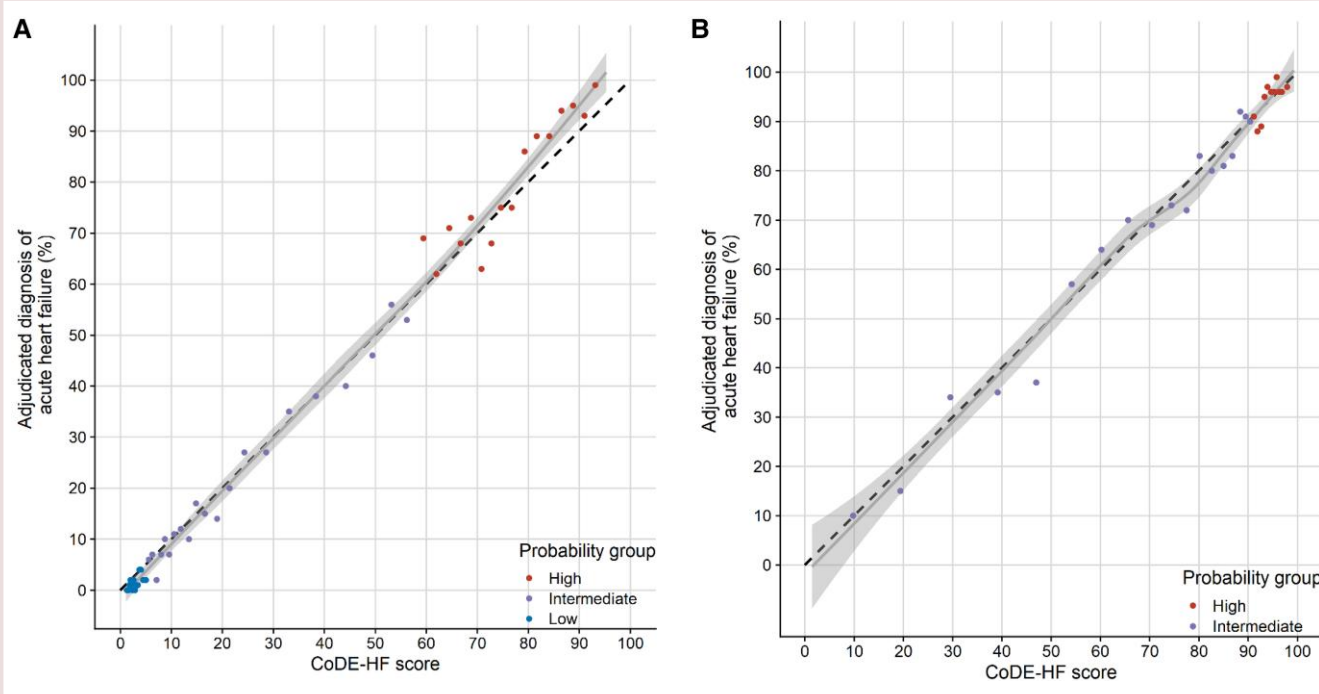 A
Adjudicated diagnosis of
acute heart failure (%)
100
90
80
70
60
50
40
30
20
10
0
0 10 20 30 40 50 60 70 80 90 100
CoDE-HF score
Probability group
High
Intermediate
Low
B
Adjudicated diagnosis of
acute heart failure (%)
100
90
80
70
60
50
40
30
20
10
0
0 10 20 30 40 50 60 70 80 90 100
CoDE-HF score
Probability group
High
Intermediate